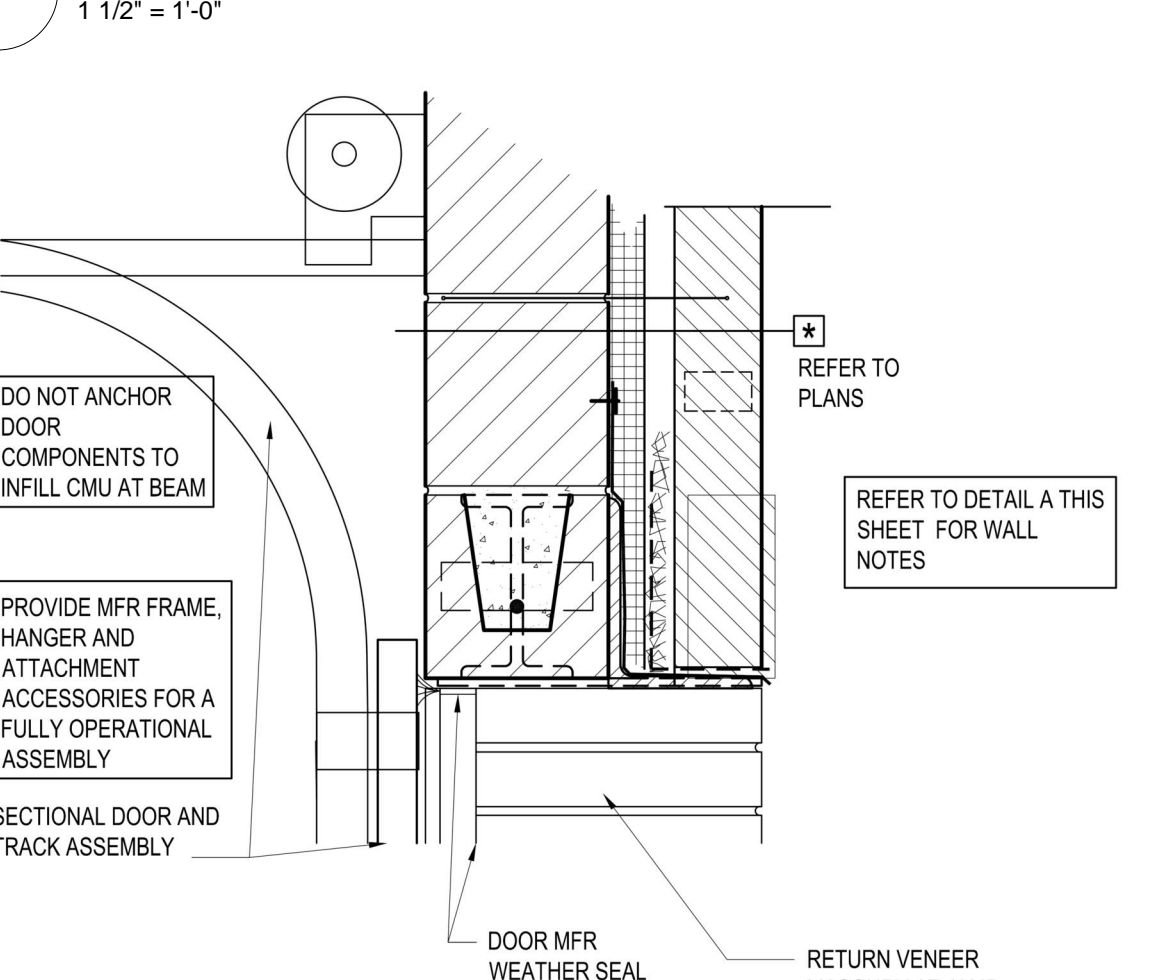 1 1/2" = 1'-0"
*
REFER TO
PLANS
DO NOT ANCHOR
DOOR
COMPONENTS TO
INFILL CMU AT BEAM
REFER TO DETAIL A THIS
SHEET FOR WALL
NOTES
PROVIDE MFR FRAME,
HANGER AND
ATTACHMENT
ACCESSORIES FOR A
FULLY OPERATIONAL
ASSEMBLY
SECTIONAL DOOR AND
TRACK ASSEMBLY
DOOR MFR
WEATHER SEAL
RETURN VENEER